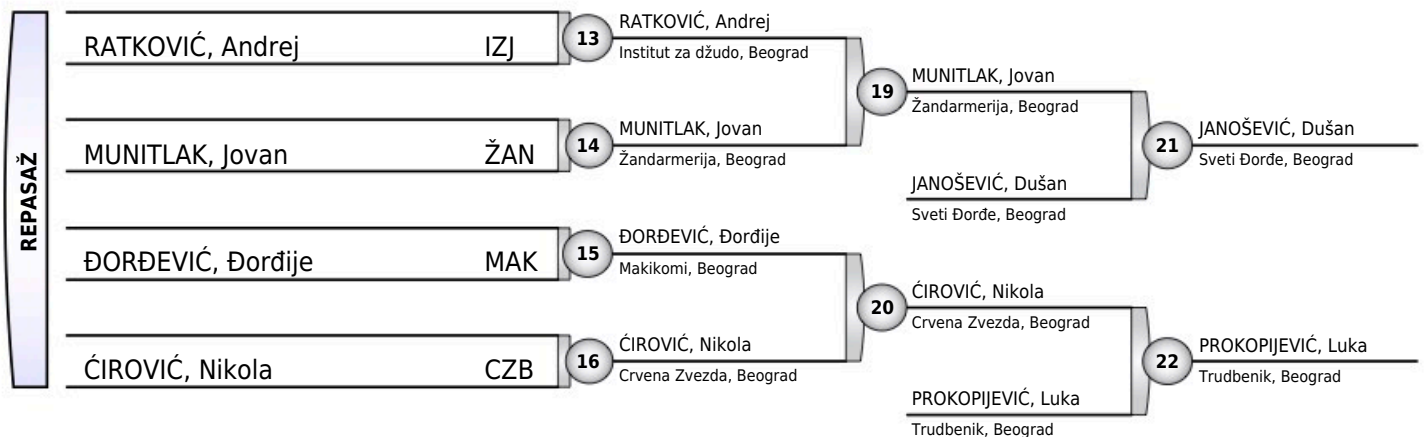 REPASAŽ
RATKOVIĆ, Andrej IZJ
13
RATKOVIĆ, Andrej
Institut za džudo, Beograd
MUNITLAK, Jovan ŽAN
14
MUNITLAK, Jovan
Žandarmerija, Beograd
19
MUNITLAK, Jovan
Žandarmerija, Beograd
JANOŠEVIĆ, Dušan
Sveti Đorđe, Beograd
21
JANOŠEVIĆ, Dušan
Sveti Đorđe, Beograd
ĐORĐEVIĆ, Đorđije MAK
15
ĐORĐEVIĆ, Đorđije
Makikomi, Beograd
ĆIROVIĆ, Nikola CZB
16
ĆIROVIĆ, Nikola
Crvena Zvezda, Beograd
20
ĆIROVIĆ, Nikola
Crvena Zvezda, Beograd
PROKOPIJEVIĆ, Luka
Trudbenik, Beograd
22
PROKOPIJEVIĆ, Luka
Trudbenik, Beograd